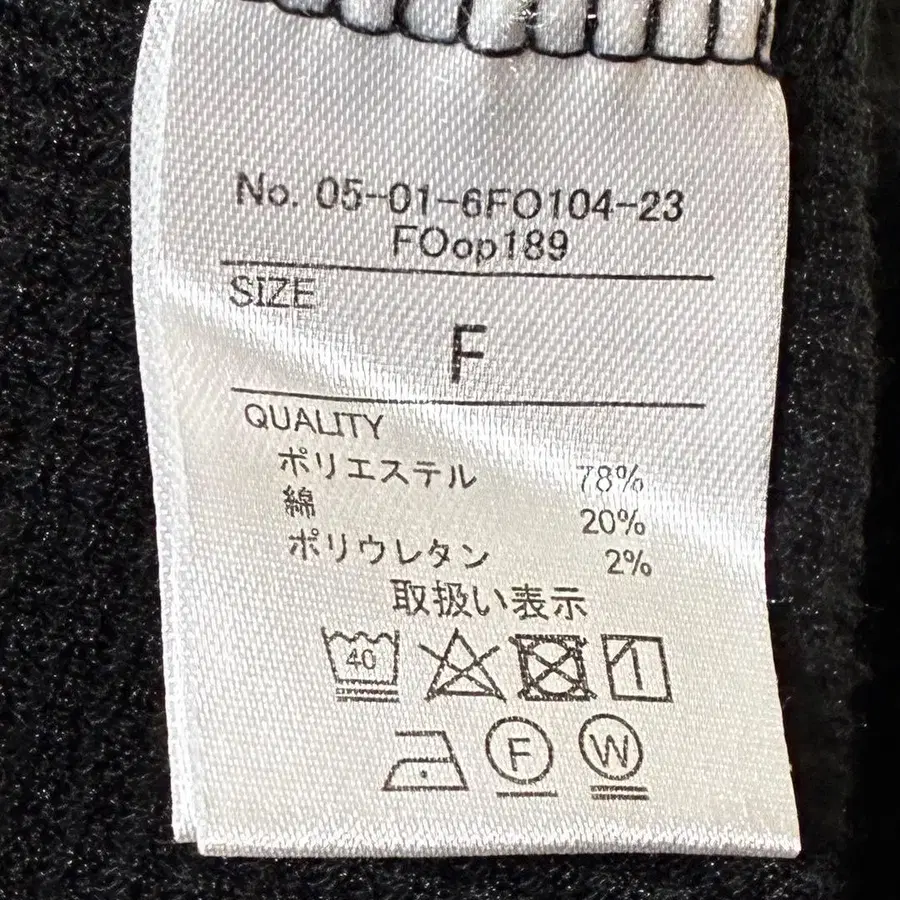 No. 05-01-6FO104-23
FOop189
SIZE
F
QUALITY
ポリエステル 78%
綿 20%
ポリウレタン 2%
取扱い表示
40
F W